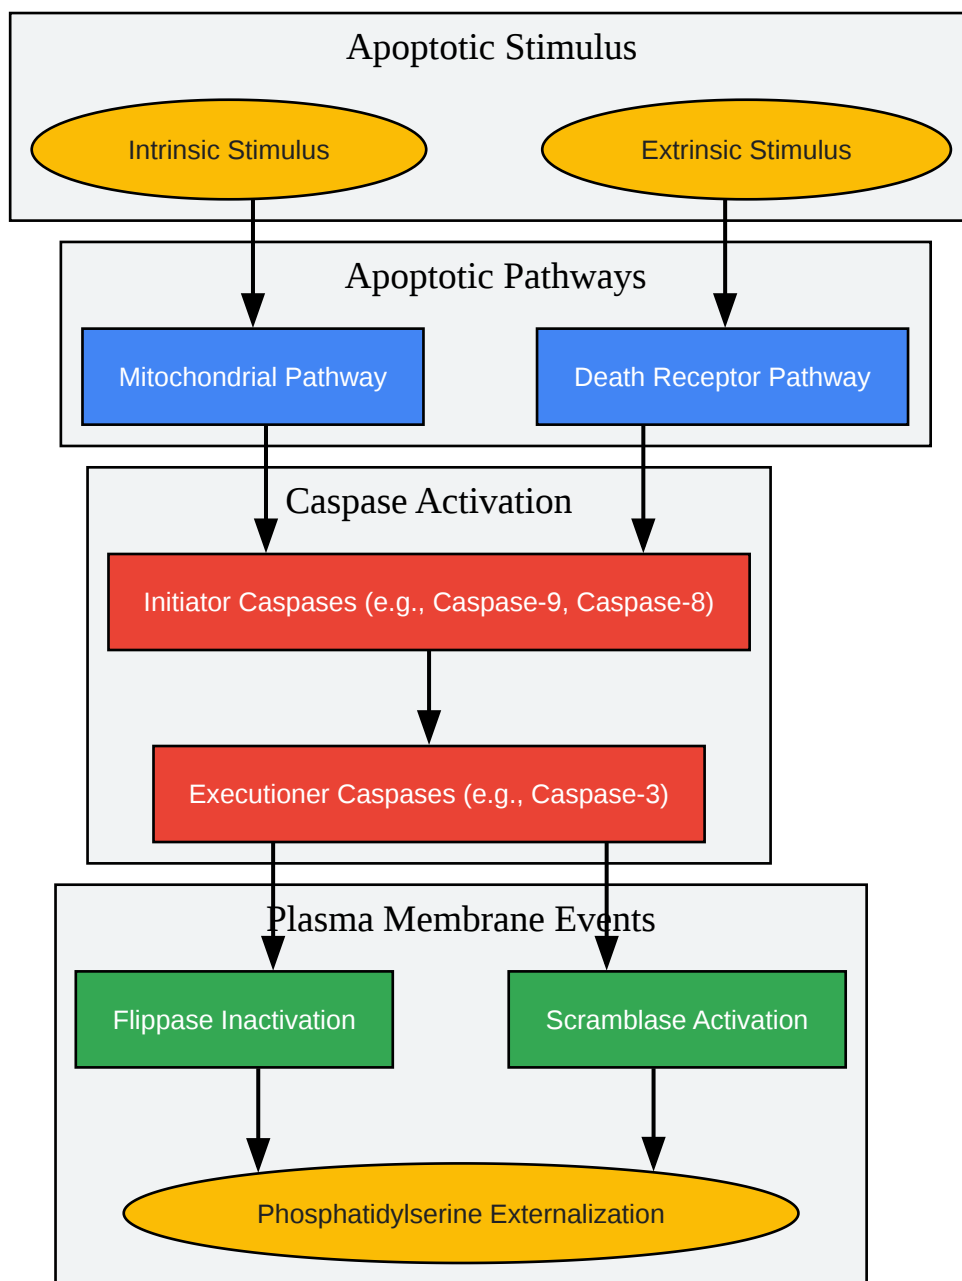 Apoptotic Stimulus
Intrinsic Stimulus
Extrinsic Stimulus
Apoptotic Pathways
Mitochondrial Pathway
Death Receptor Pathway
Caspase Activation
Initiator Caspases (e.g., Caspase-9, Caspase-8)
Executioner Caspases (e.g., Caspase-3)
Plasma Membrane Events
Flippase Inactivation
Scramblase Activation
Phosphatidylserine Externalization